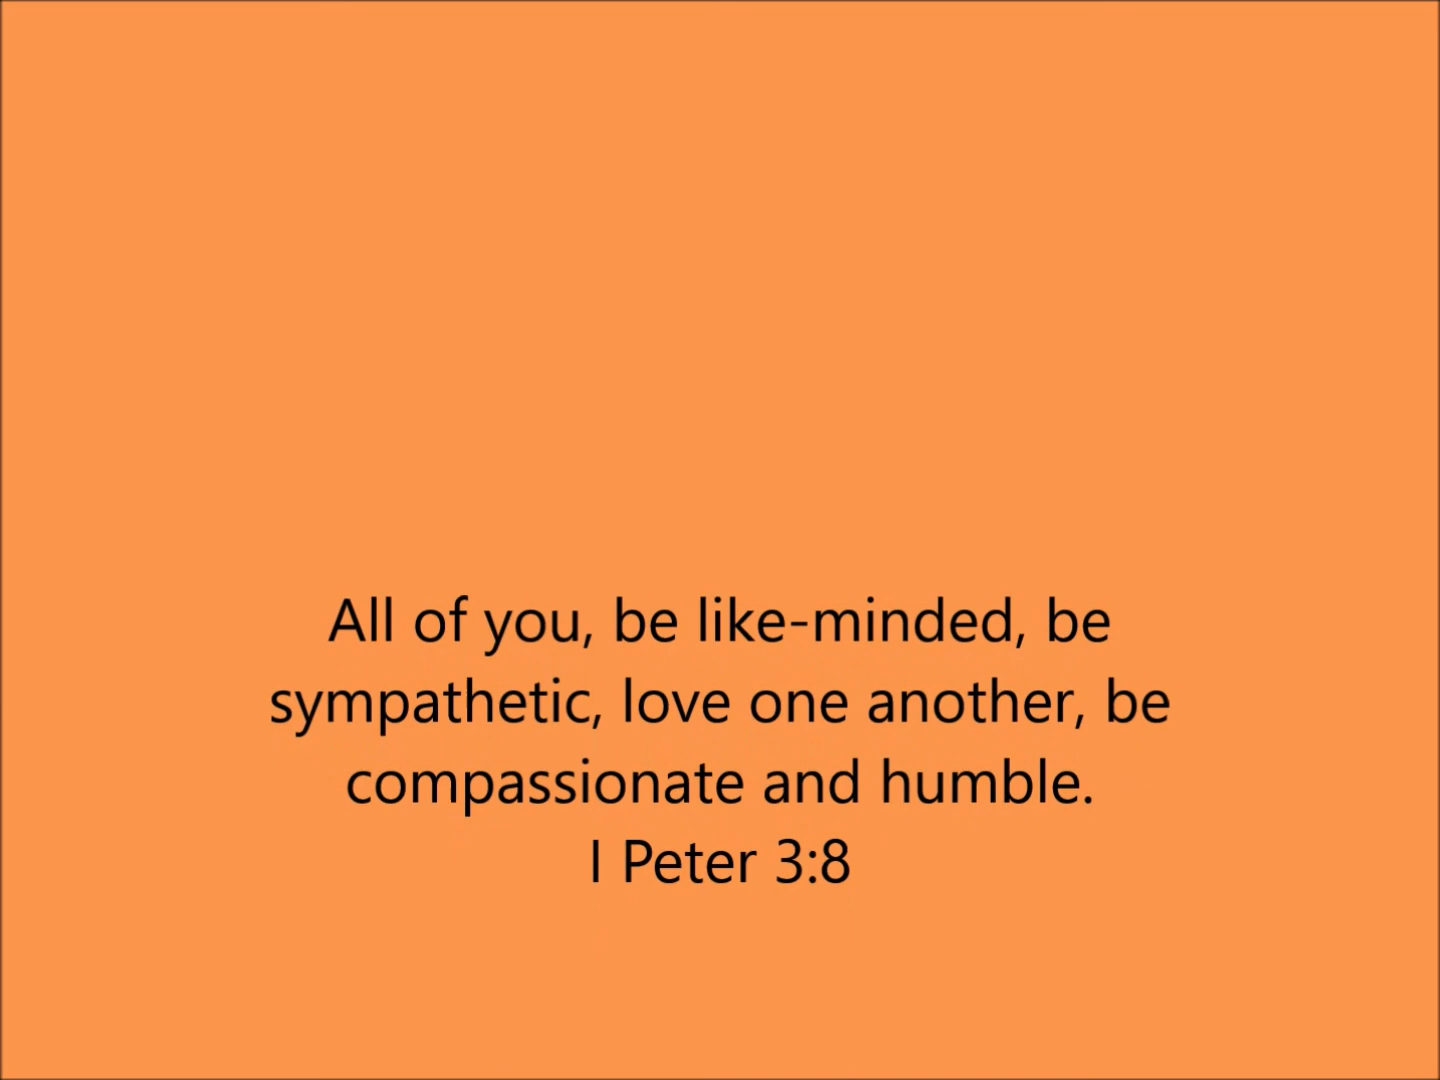 All of you, be like-minded, be
sympathetic, love one another, be
compassionate and humble.
I Peter 3:8